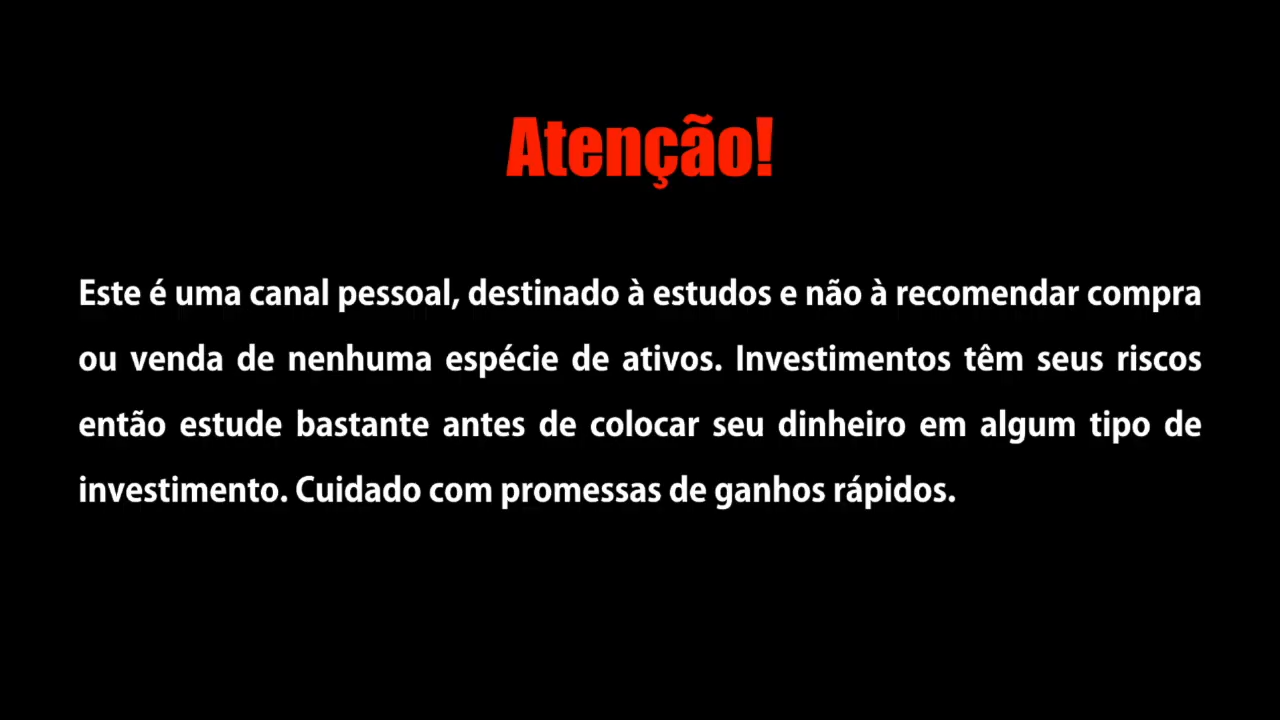 Atenção!
Este é uma canal pessoal, destinado à estudos e não à recomendar compra
ou venda de nenhuma espécie de ativos. Investimentos têm seus riscos
então estude bastante antes de colocar seu dinheiro em algum tipo de
investimento. Cuidado com promessas de ganhos rápidos.